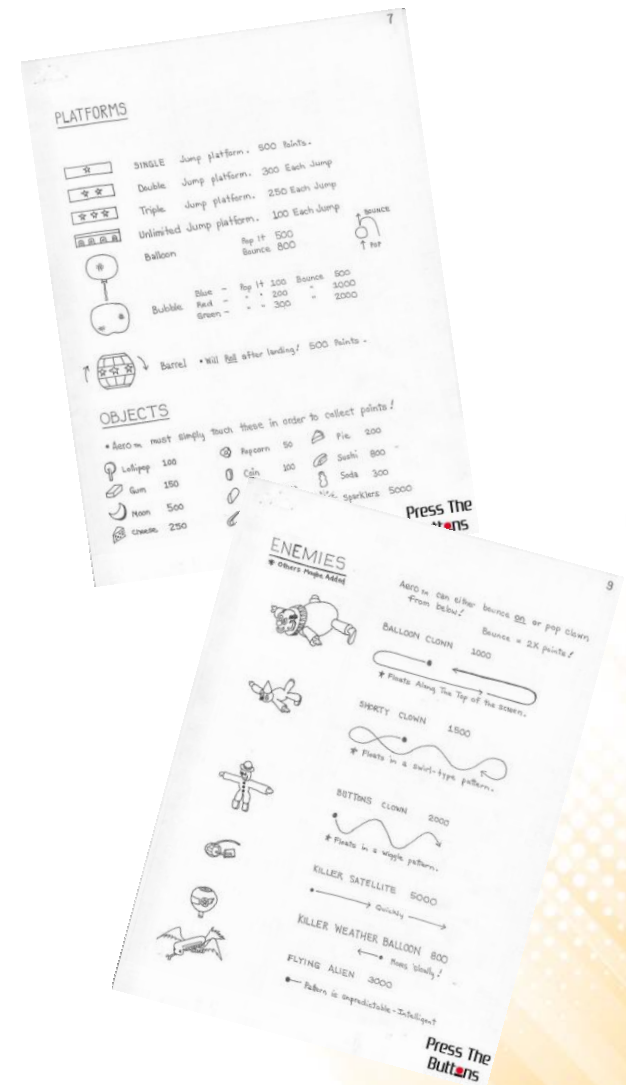 7
PLATFORMS
SINGLE Jump platform. 500 Points.
Double Jump platform. 300 Each Jump
Triple Jump platform. 250 Each Jump
Unlimited Jump platform. 100 Each Jump
Balloon Pop It 500
Bounce 800
BOUNCE
POP
Bubble Blue - Pop It 100 Bounce 500
Red - " " 200 " 1000
Green - " " 300 " 2000
Barrel • Will Roll after landing! 500 Points.
OBJECTS
• Aero must simply touch these in order to collect points!
Lollipop 100 Popcorn 50 Pie 200
Gum 150 Coin 100 Sushi 800
Moon 500 Soda 300
Cheese 250 Sparklers 5000
Press The
9
ENEMIES
* Others Maybe Added
Aero can either bounce on or pop clown
from below!
Bounce = 2X points!
BALLOON CLOWN 1000
* Floats Along The Top of the screen.
SHORTY CLOWN 1500
* Floats in a swirl-type pattern.
BUTTONS CLOWN 2000
* Floats in a wiggle pattern.
KILLER SATELLITE 5000
Quickly
KILLER WEATHER BALLOON 800
Moves slowly!
FLYING ALIEN 3000
Pattern is unpredictable - Intelligent
Press The
Buttons